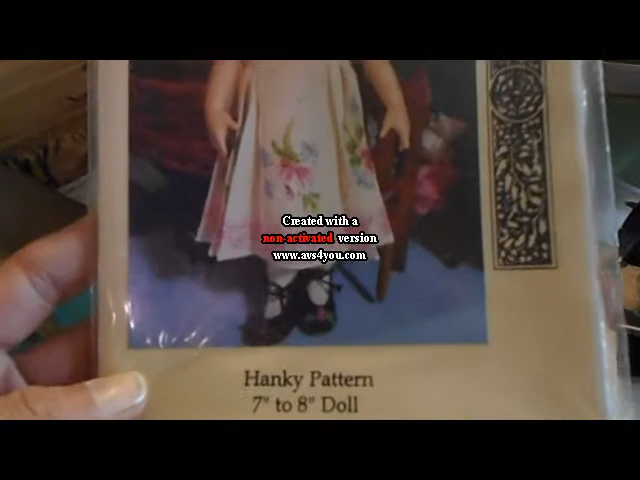 Created with a
non-activated version
www.avs4you.com
Hanky Pattern
7" to 8" Doll